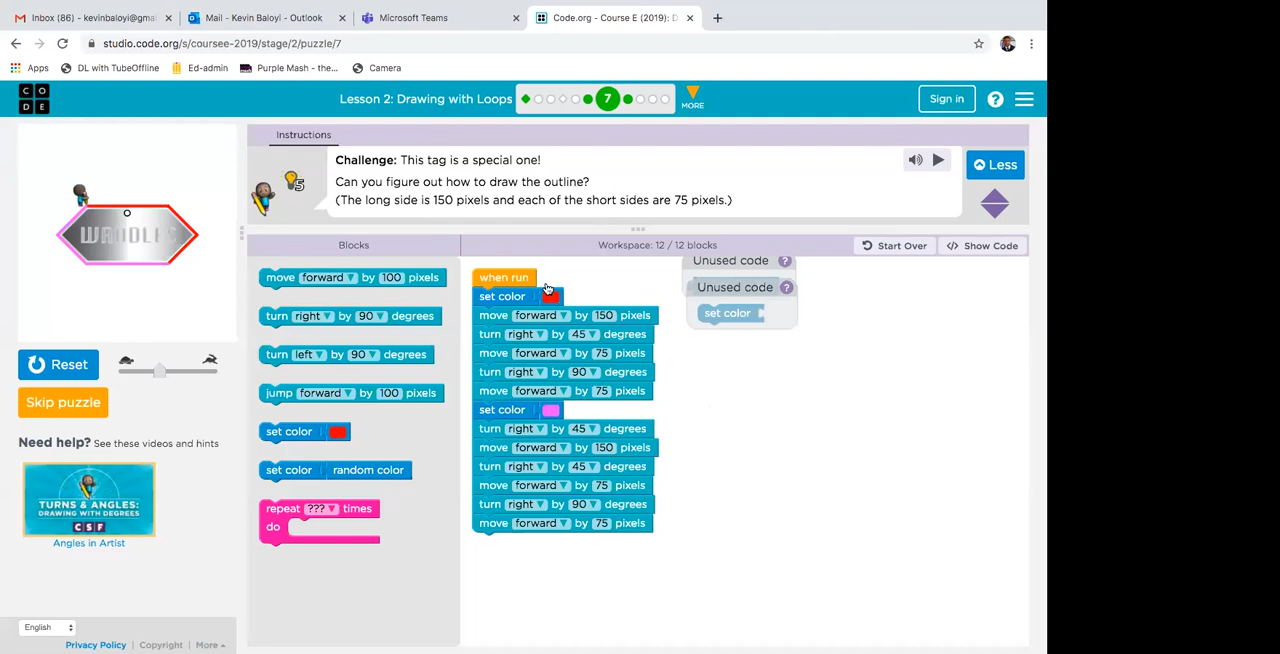 Inbox (86) - kevinbaloyi@gma
Mail - Kevin Baloyi - Outlook
Microsoft Teams
Code.org - Course E (2019): D
studio.code.org/s/coursee-2019/stage/2/puzzle/7
Apps
DL with TubeOffline
Ed-admin
Purple Mash - the...
Camera
CODE
Lesson 2: Drawing with Loops
7
MORE
Sign in
Instructions
5
Challenge: This tag is a special one!
Can you figure out how to draw the outline?
(The long side is 150 pixels and each of the short sides are 75 pixels.)
Less
Blocks
Workspace: 12 / 12 blocks
Start Over
</> Show Code
move forward by 100 pixels
turn right by 90 degrees
turn left by 90 degrees
jump forward by 100 pixels
set color
set color random color
repeat ??? times
do
when run
set color
move forward by 150 pixels
turn right by 45 degrees
move forward by 75 pixels
turn right by 90 degrees
move forward by 75 pixels
set color
turn right by 45 degrees
move forward by 150 pixels
turn right by 45 degrees
move forward by 75 pixels
turn right by 90 degrees
move forward by 75 pixels
Unused code
Unused code
set color
Reset
Skip puzzle
Need help? See these videos and hints
TURNS & ANGLES:
DRAWING WITH DEGREES
CSF
Angles in Artist
English
Privacy Policy | Copyright | More